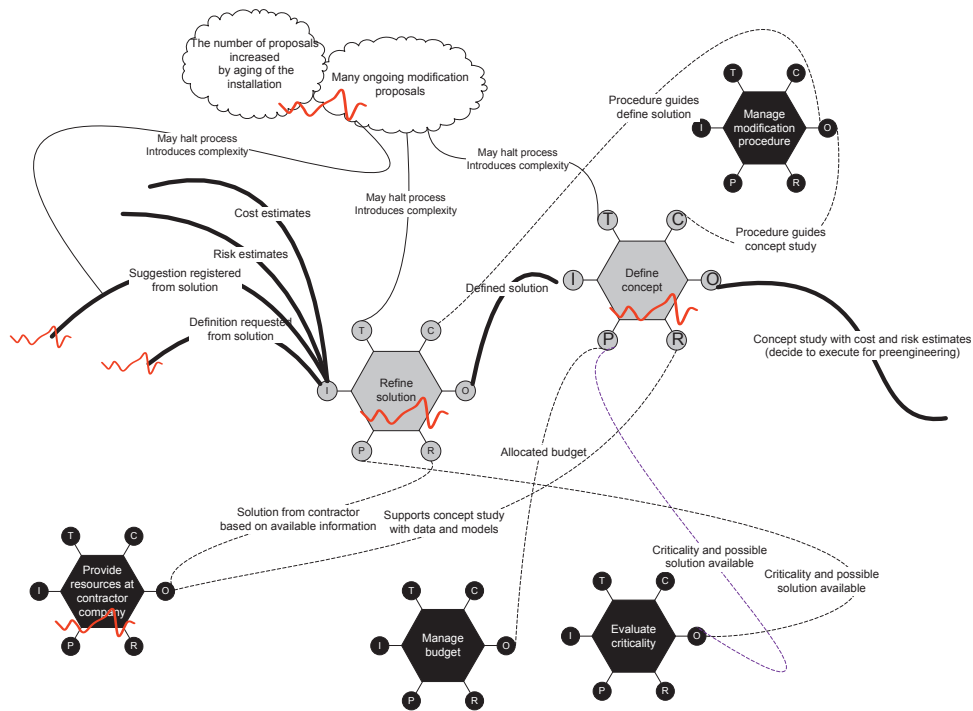 The number of proposals
increased
by aging of the
installation
Many ongoing modification
proposals
May halt process
Introduces complexity
May halt process
Introduces complexity
May halt process
Introduces complexity
Procedure guides
define solution
T
C
I
Manage
modification
procedure
O
P
R
Procedure guides
concept study
Cost estimates
Risk estimates
Suggestion registered
from solution
Definition requested
from solution
Defined solution
T
C
I
Define
concept
O
P
R
Concept study with cost and risk estimates
(decide to execute for preengineering)
T
C
I
Refine
solution
O
P
R
Allocated budget
Solution from contractor
based on available information
Supports concept study
with data and models
Criticality and possible
solution available
Criticality and possible
solution available
T
C
I
Provide
resources at
contractor
company
O
P
R
T
C
I
Manage
budget
O
P
R
T
C
I
Evaluate
criticality
O
P
R